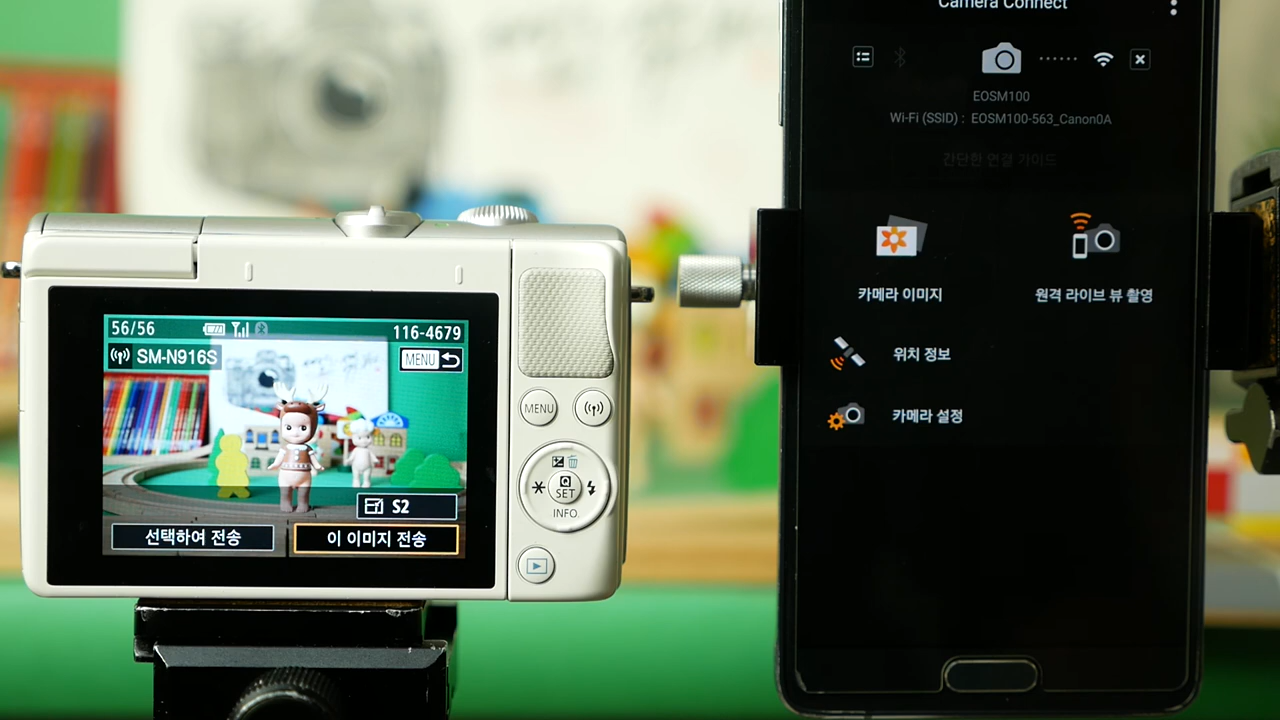 56/56
116-4679
SM-N916S
MENU
S2
선택하여 전송
이 이미지 전송
MENU
SET
INFO.
Camera Connect
EOSM100
Wi-Fi (SSID) : EOSM100-563_Canon0A
간단한 연결 가이드
카메라 이미지
원격 라이브 뷰 촬영
위치 정보
카메라 설정